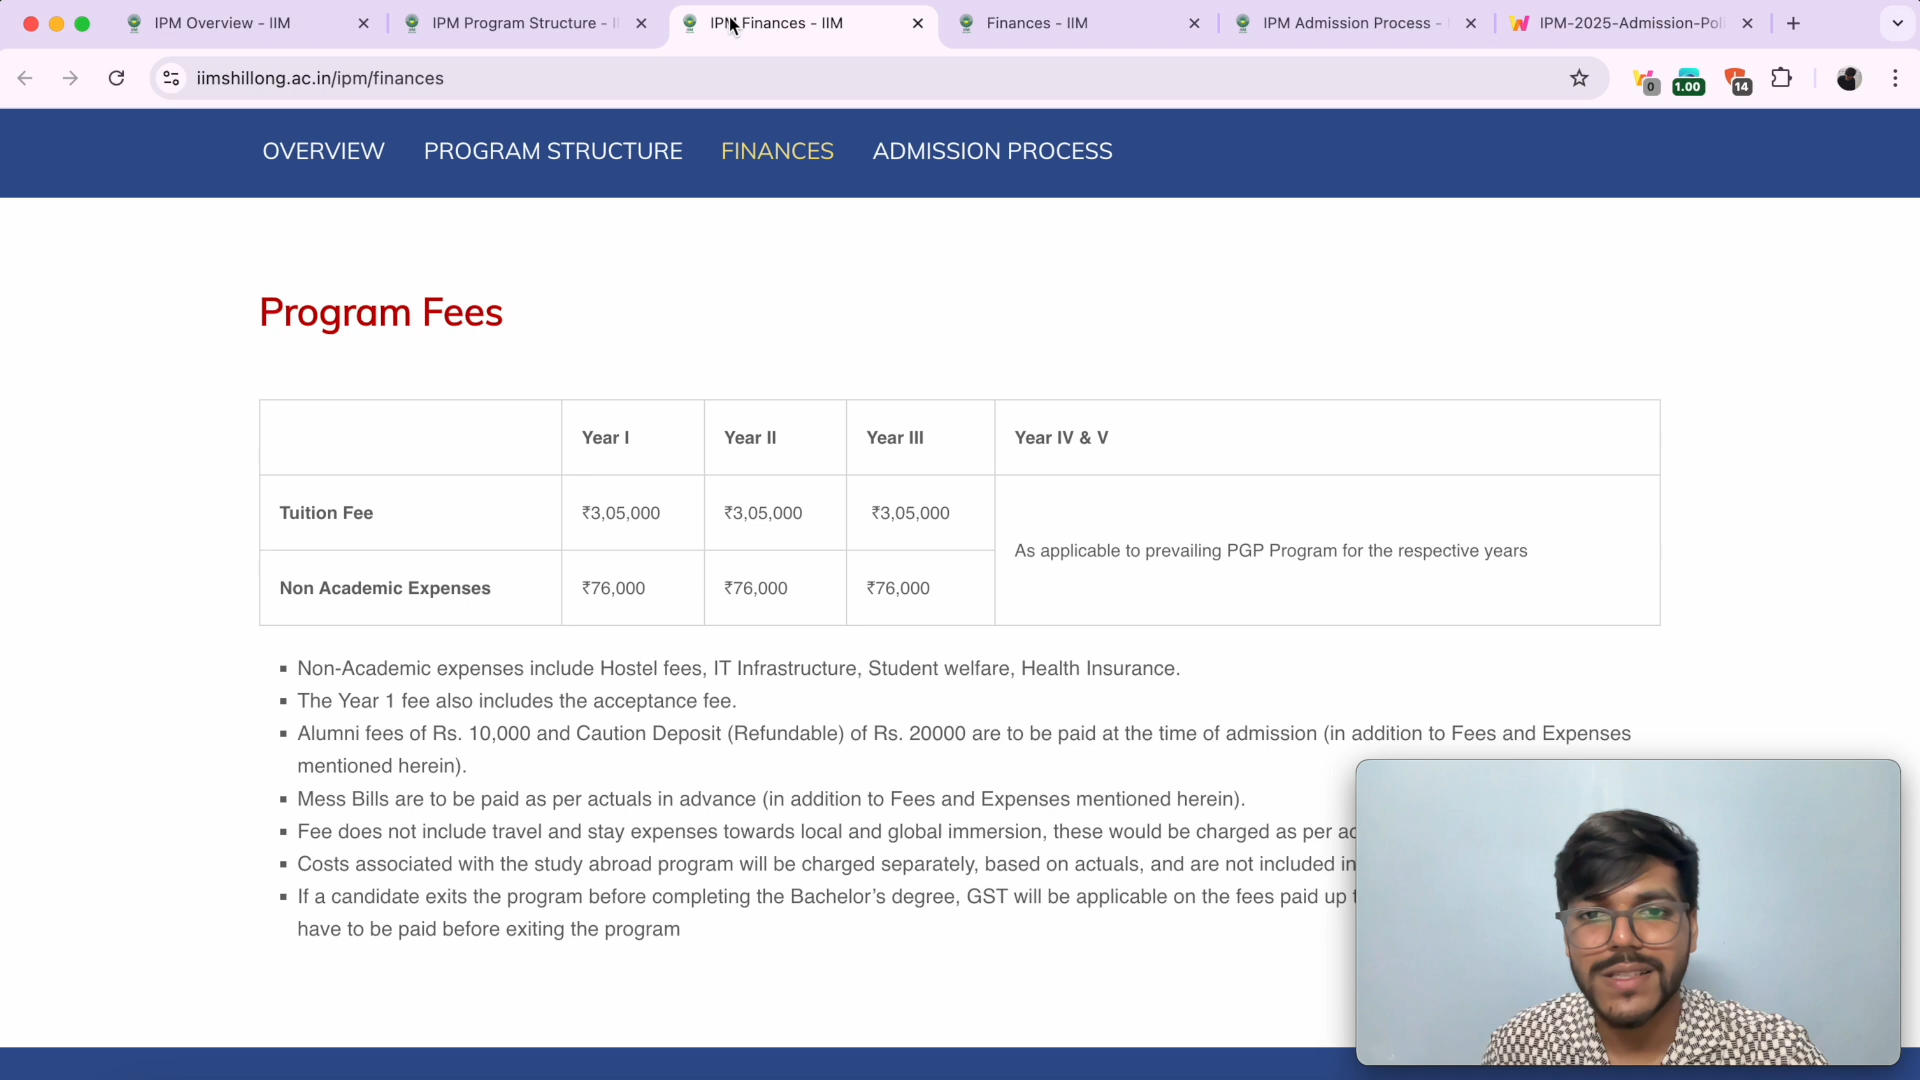 IPM Overview - IIM
IPM Program Structure - I
IPM Finances - IIM
Finances - IIM
IPM Admission Process -
IPM-2025-Admission-Pol
iimshillong.ac.in/ipm/finances
0
1.00
14
OVERVIEW PROGRAM STRUCTURE FINANCES ADMISSION PROCESS
Program Fees
Year I Year II Year III Year IV & V
Tuition Fee ₹3,05,000 ₹3,05,000 ₹3,05,000
As applicable to prevailing PGP Program for the respective years
Non Academic Expenses ₹76,000 ₹76,000 ₹76,000
Non-Academic expenses include Hostel fees, IT Infrastructure, Student welfare, Health Insurance.
The Year 1 fee also includes the acceptance fee.
Alumni fees of Rs. 10,000 and Caution Deposit (Refundable) of Rs. 20000 are to be paid at the time of admission (in addition to Fees and Expenses
mentioned herein).
Mess Bills are to be paid as per actuals in advance (in addition to Fees and Expenses mentioned herein).
Fee does not include travel and stay expenses towards local and global immersion, these would be charged as per ac
Costs associated with the study abroad program will be charged separately, based on actuals, and are not included in
If a candidate exits the program before completing the Bachelor’s degree, GST will be applicable on the fees paid up
have to be paid before exiting the program